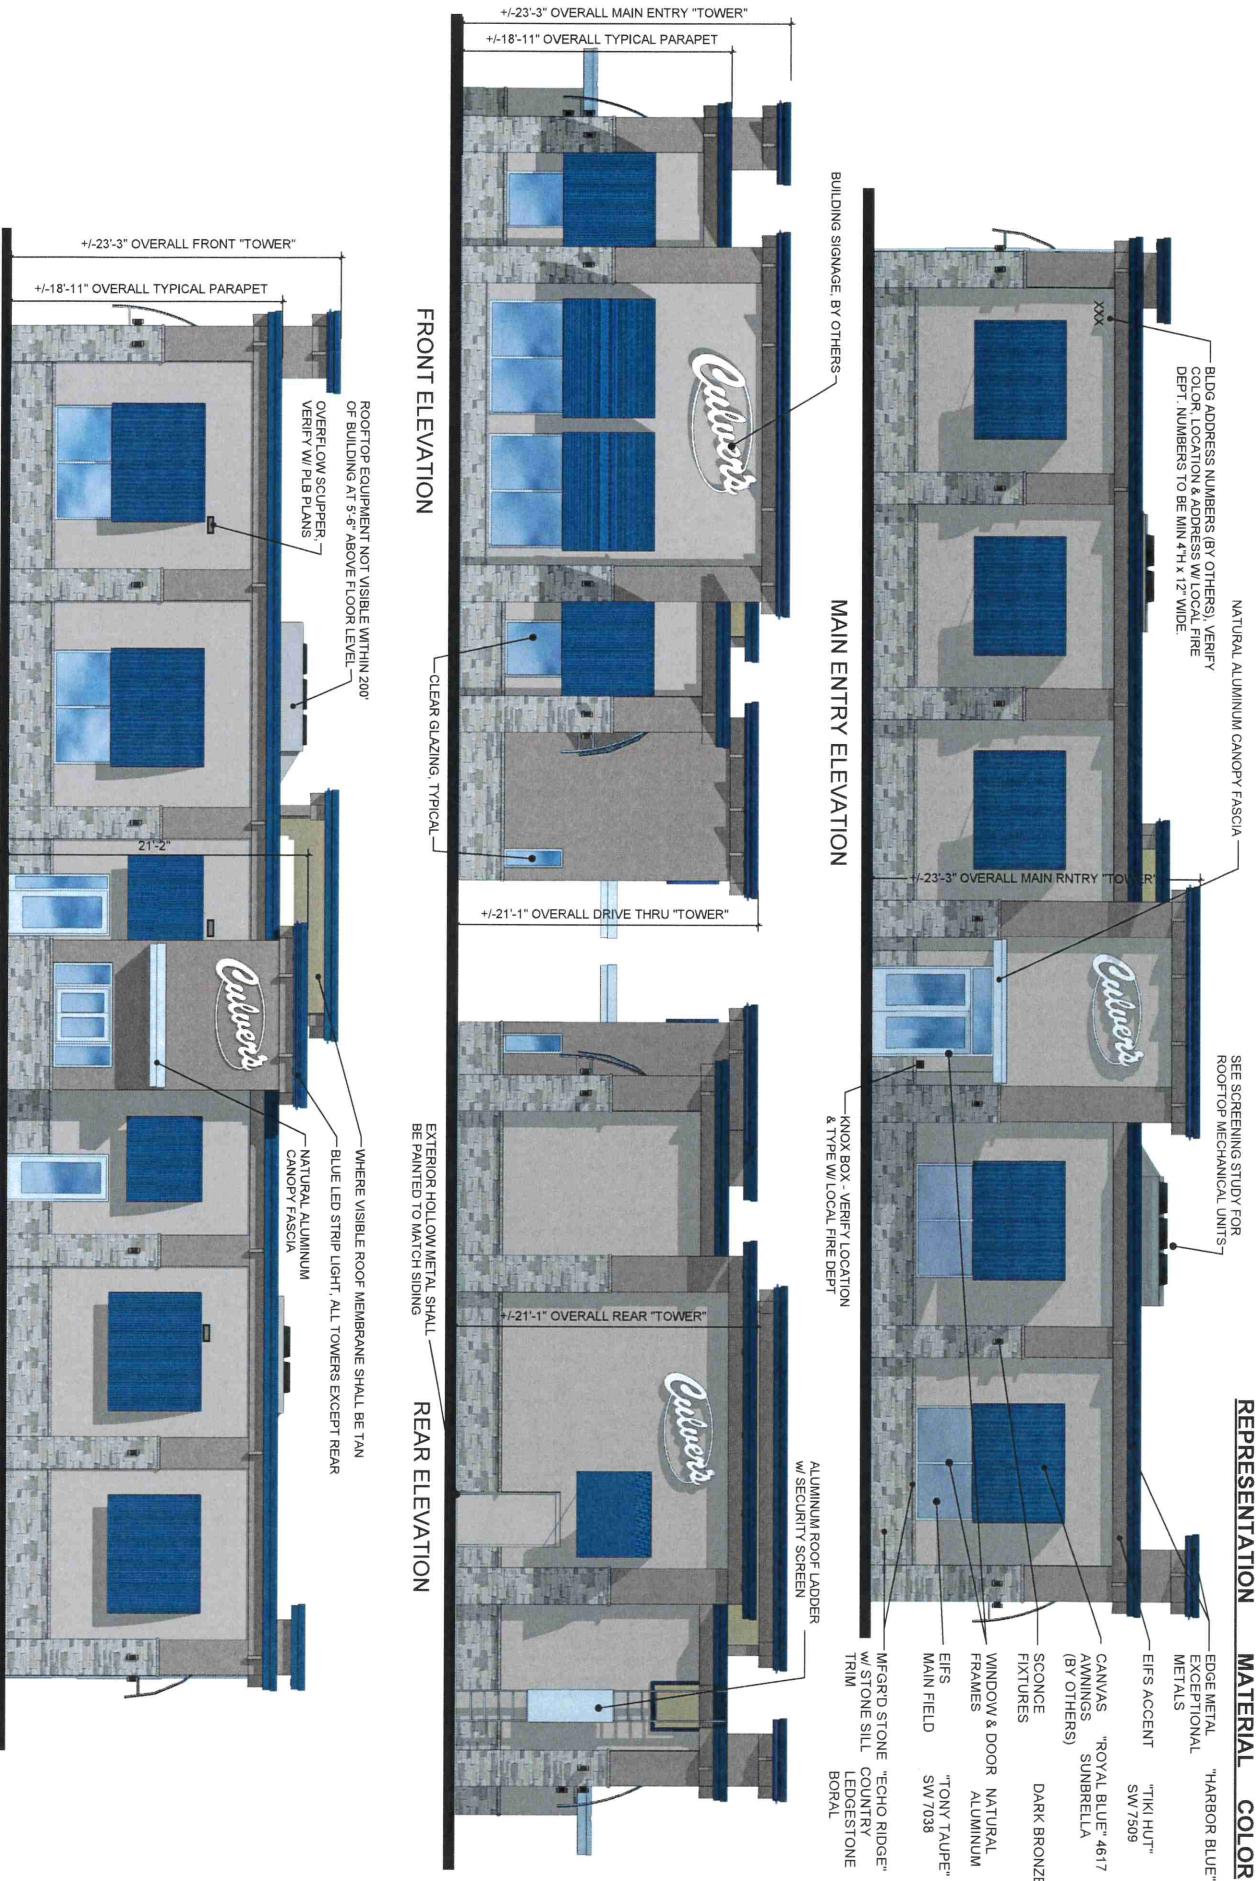 REPRESENTATION MATERIAL COLOR
EDGE METAL "HARBOR BLUE"
EXCEPTIONAL
METALS
EIFS ACCENT "TIKI HUT"
SW 7509
CANVAS "ROYAL BLUE" 4617
AWNINGS SUNBRELLA
(BY OTHERS)
SCONCE DARK BRONZE
FIXTURES
WINDOW & DOOR NATURAL
FRAMES ALUMINUM
EIFS "TONY TAUPE"
MAIN FIELD SW 7038
MFGR'D STONE "ECHO RIDGE"
w/ STONE SILL COUNTRY
TRIM LEDGESTONE
BORAL
NATURAL ALUMINUM CANOPY FASCIA
SEE SCREENING STUDY FOR
ROOFTOP MECHANICAL UNITS
BLDG ADDRESS NUMBERS (BY OTHERS), VERIFY
COLOR, LOCATION & ADDRESS W/ LOCAL FIRE
DEPT. NUMBERS TO BE MIN 4"H x 12" WIDE.
XXX
+/-23'-3" OVERALL MAIN RNTRY "TOWER"
Culver's
KNOX BOX - VERIFY LOCATION
& TYPE W/ LOCAL FIRE DEPT
MAIN ENTRY ELEVATION
BUILDING SIGNAGE, BY OTHERS
ALUMINUM ROOF LADDER
w/ SECURITY SCREEN
+/-23'-3" OVERALL MAIN ENTRY "TOWER"
+/-18'-11" OVERALL TYPICAL PARAPET
Culver's
+/-21'-1" OVERALL DRIVE THRU "TOWER"
+/-21'-1" OVERALL REAR "TOWER"
Culver's
CLEAR GLAZING, TYPICAL
EXTERIOR HOLLOW METAL SHALL
BE PAINTED TO MATCH SIDING
FRONT ELEVATION
REAR ELEVATION
ROOFTOP EQUIPMENT NOT VISIBLE WITHIN 200'
OF BUILDING AT 5'-6" ABOVE FLOOR LEVEL
OVERFLOW SCUPPER,
VERIFY W/ PLB PLANS
WHERE VISIBLE ROOF MEMBRANE SHALL BE TAN
BLUE LED STRIP LIGHT, ALL TOWERS EXCEPT REAR
NATURAL ALUMINUM
CANOPY FASCIA
+/-23'-3" OVERALL FRONT "TOWER"
+/-18'-11" OVERALL TYPICAL PARAPET
21'-2"
Culver's